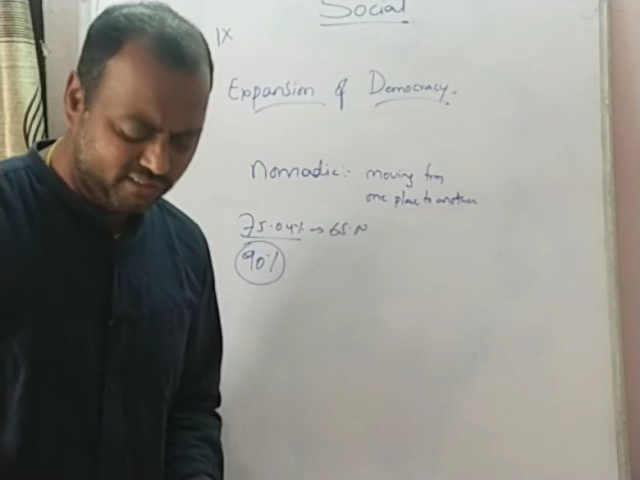 Social
IX
Expansion of Democracy.
Nomadic:- moving from
one place to another
75.04% → 65 N
90%